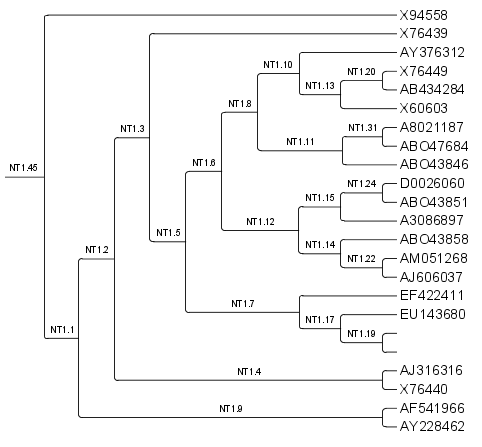 X94558
X76439
AY376312
NT1.10
X76449
NT1.20
AB434284
NT1.13
NT1.8
X60603
A8021187
NT1.31
NT1.3
ABO47684
NT1.11
ABO43846
NT1.6
NT1.45
D0026060
NT1.24
ABO43851
NT1.15
A3086897
NT1.12
NT1.5
ABO43858
NT1.14
NT1.2
AM051268
NT1.22
AJ606037
EF422411
NT1.7
EU143680
NT1.17
NT1.1
NT1.19
AJ316316
NT1.4
X76440
AF541966
NT1.9
AY228462